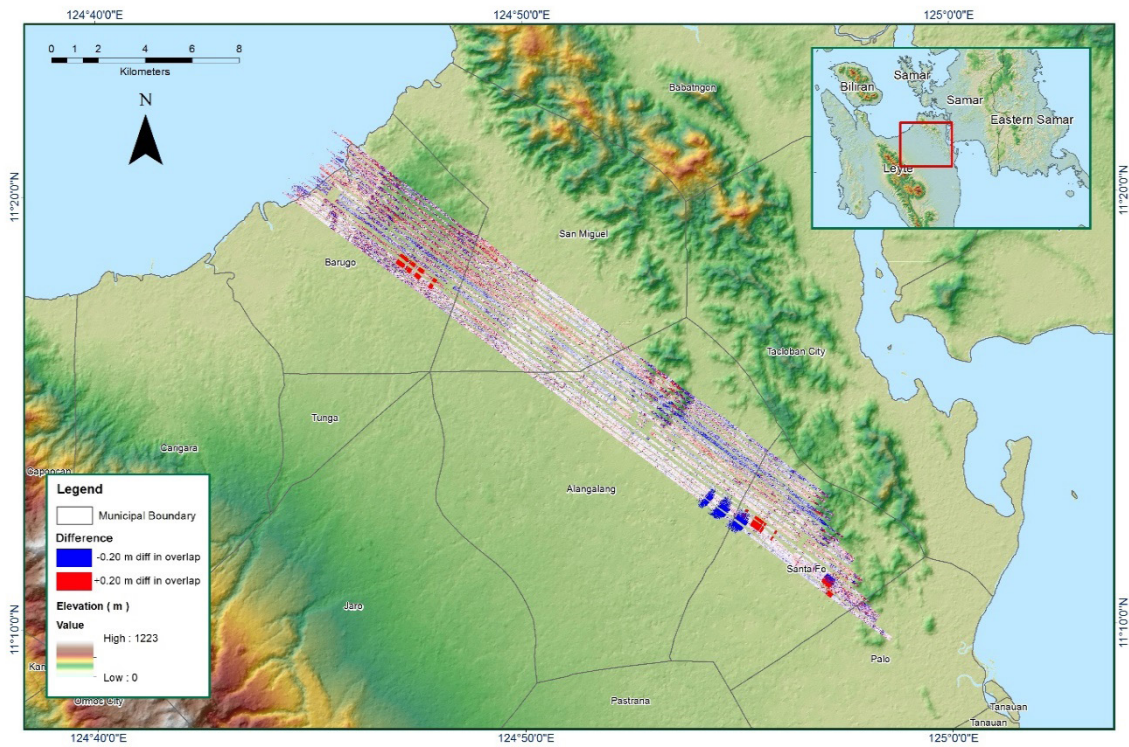 124°40'0"E
124°50'0"E
125°0'0"E
0 1 2 4 6 8
Kilometers
N
Babatngon
Samar
Biliran
Samar
Eastern Samar
Leyte
11°20'0"N
11°20'0"N
San Miguel
Barugo
Tacloban City
Tunga
Carigara
Capoocan
Alangalang
Legend
Municipal Boundary
Difference
-0.20 m diff in overlap
+0.20 m diff in overlap
Elevation ( m )
Value
High : 1223
Low : 0
Santa Fe
Jaro
11°10'0"N
11°10'0"N
Palo
Ormoc City
Pastrana
Tanauan
Tanauan
124°40'0"E
124°50'0"E
125°0'0"E